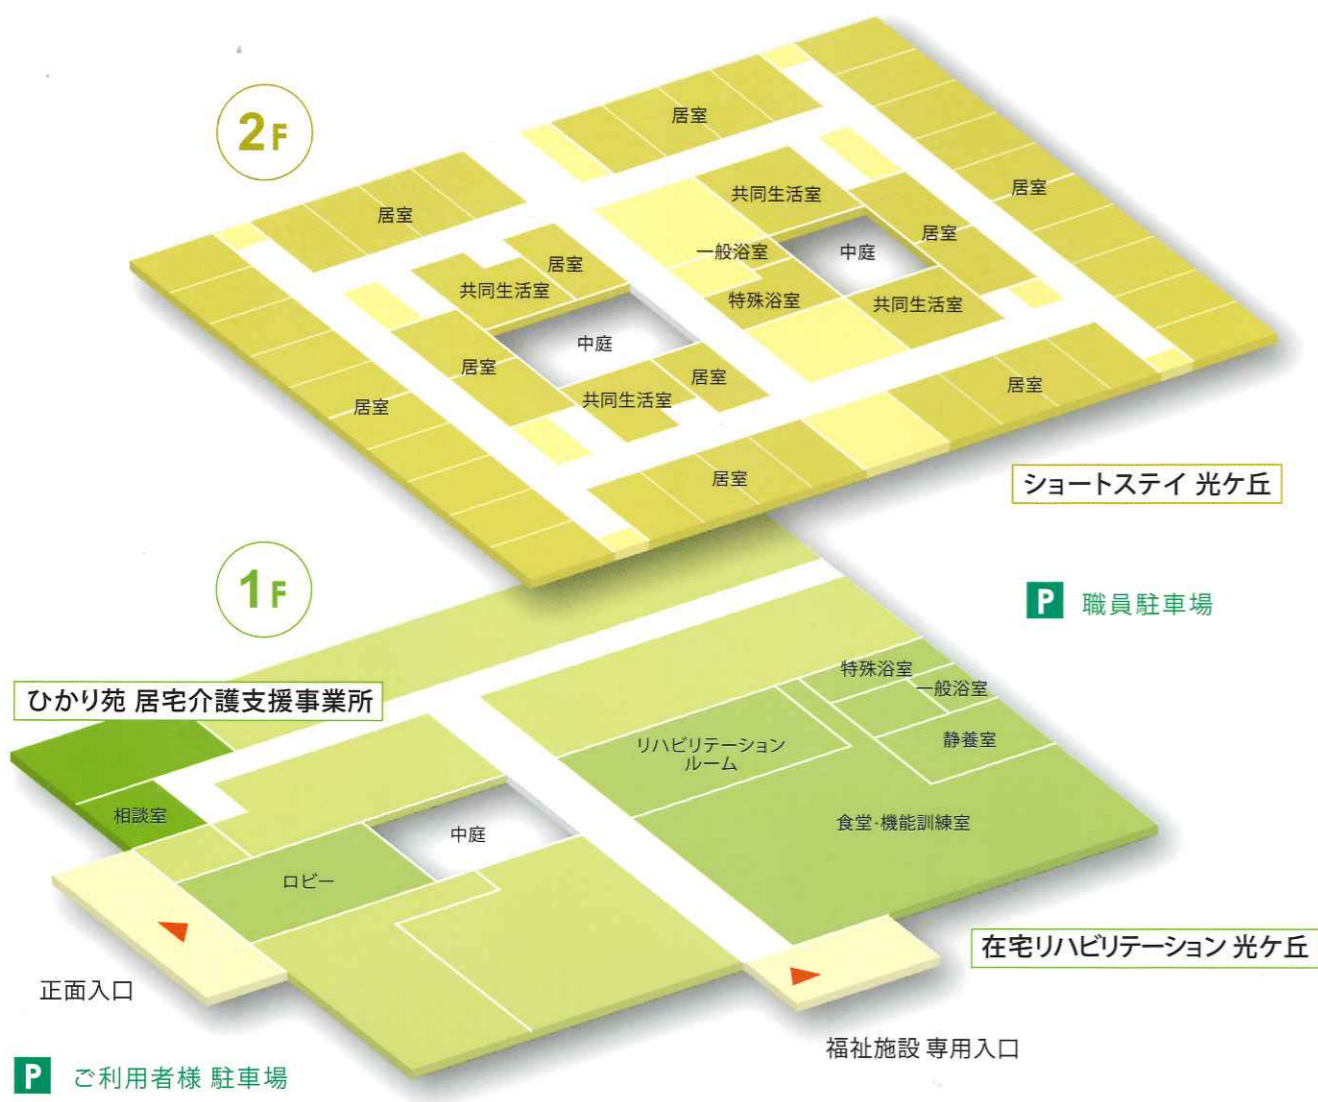 2F
居室
共同生活室
居室
居室
居室
一般浴室
中庭
居室
共同生活室
特殊浴室
共同生活室
中庭
居室
居室
共同生活室
居室
居室
居室
ショートステイ 光ケ丘
1F
P 職員駐車場
特殊浴室
一般浴室
ひかり苑 居宅介護支援事業所
リハビリテーション
ルーム
静養室
相談室
中庭
食堂・機能訓練室
ロビー
在宅リハビリテーション 光ケ丘
正面入口
福祉施設 専用入口
P ご利用者様 駐車場